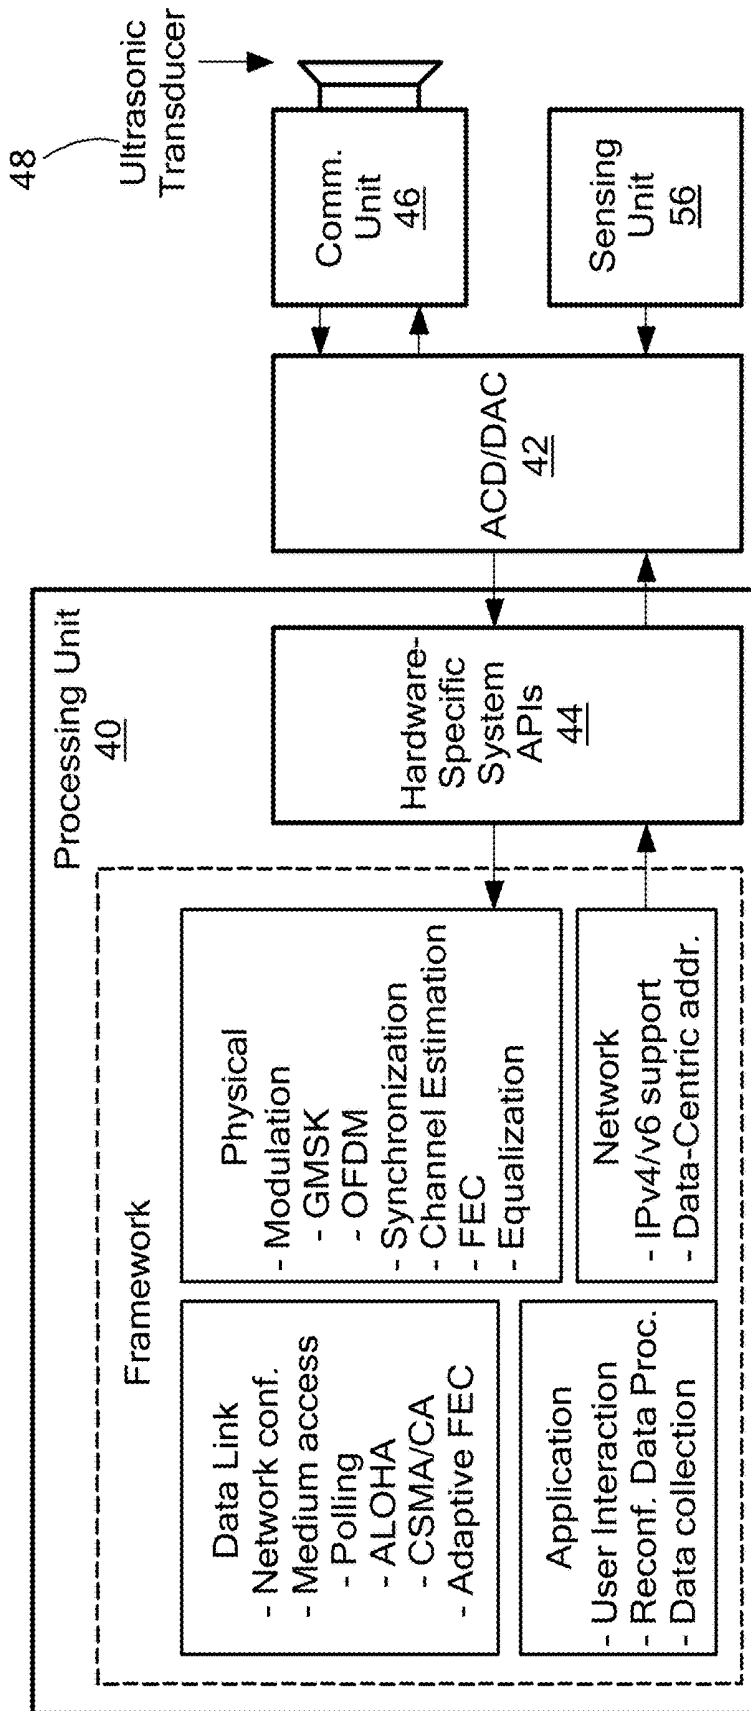 Processing Unit
40
Framework
Data Link
- Network conf.
- Medium access
- Polling
- ALOHA
- CSMA/CA
- Adaptive FEC
Physical
- Modulation
- GMSK
- OFDM
- Synchronization
- Channel Estimation
- FEC
- Equalization
Application
- User Interaction
- Reconf. Data Proc.
- Data collection
Network
- IPv4/v6 support
- Data-Centric addr.
Hardware-
Specific
System
APIs
44
ACD/DAC
42
Comm.
Unit
46
Sensing
Unit
56
48
Ultrasonic
Transducer